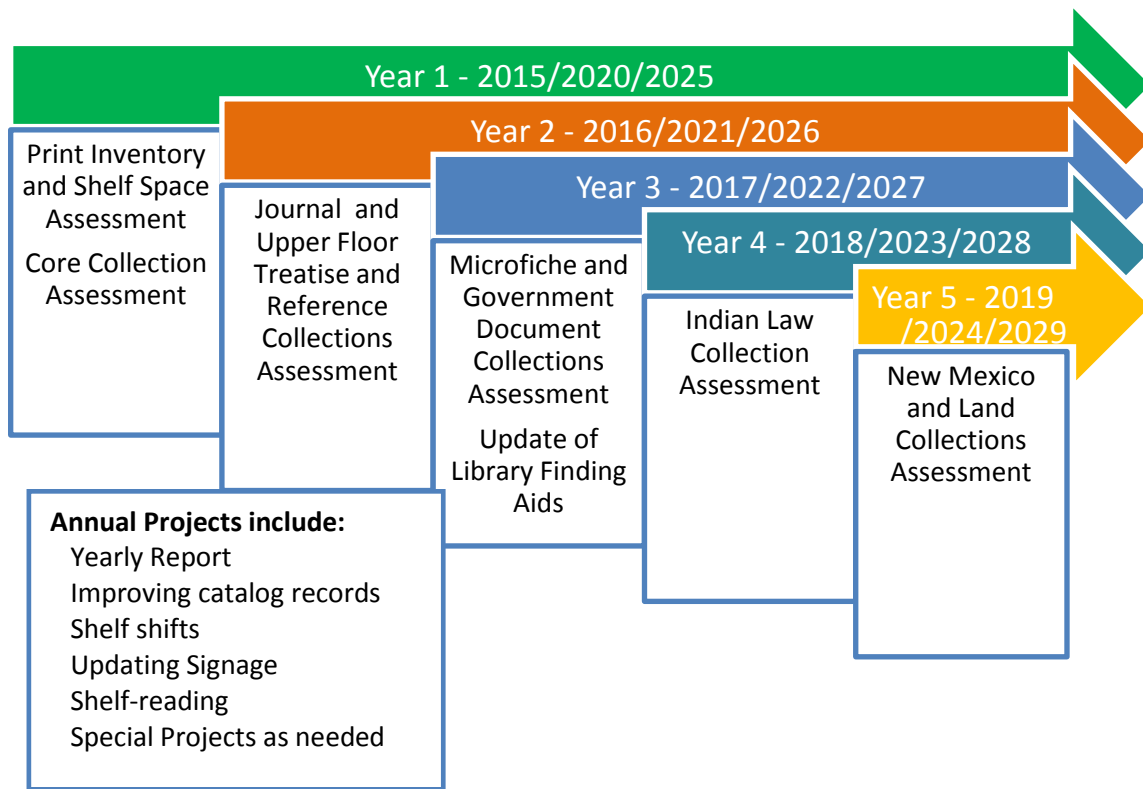 Year 1 - 2015/2020/2025
Print Inventory
and Shelf Space
Assessment
Core Collection
Assessment
Year 2 - 2016/2021/2026
Journal and
Upper Floor
Treatise and
Reference
Collections
Assessment
Year 3 - 2017/2022/2027
Microfiche and
Government
Document
Collections
Assessment
Update of
Library Finding
Aids
Year 4 - 2018/2023/2028
Indian Law
Collection
Assessment
Year 5 - 2019
/2024/2029
New Mexico
and Land
Collections
Assessment
Annual Projects include:
Yearly Report
Improving catalog records
Shelf shifts
Updating Signage
Shelf-reading
Special Projects as needed